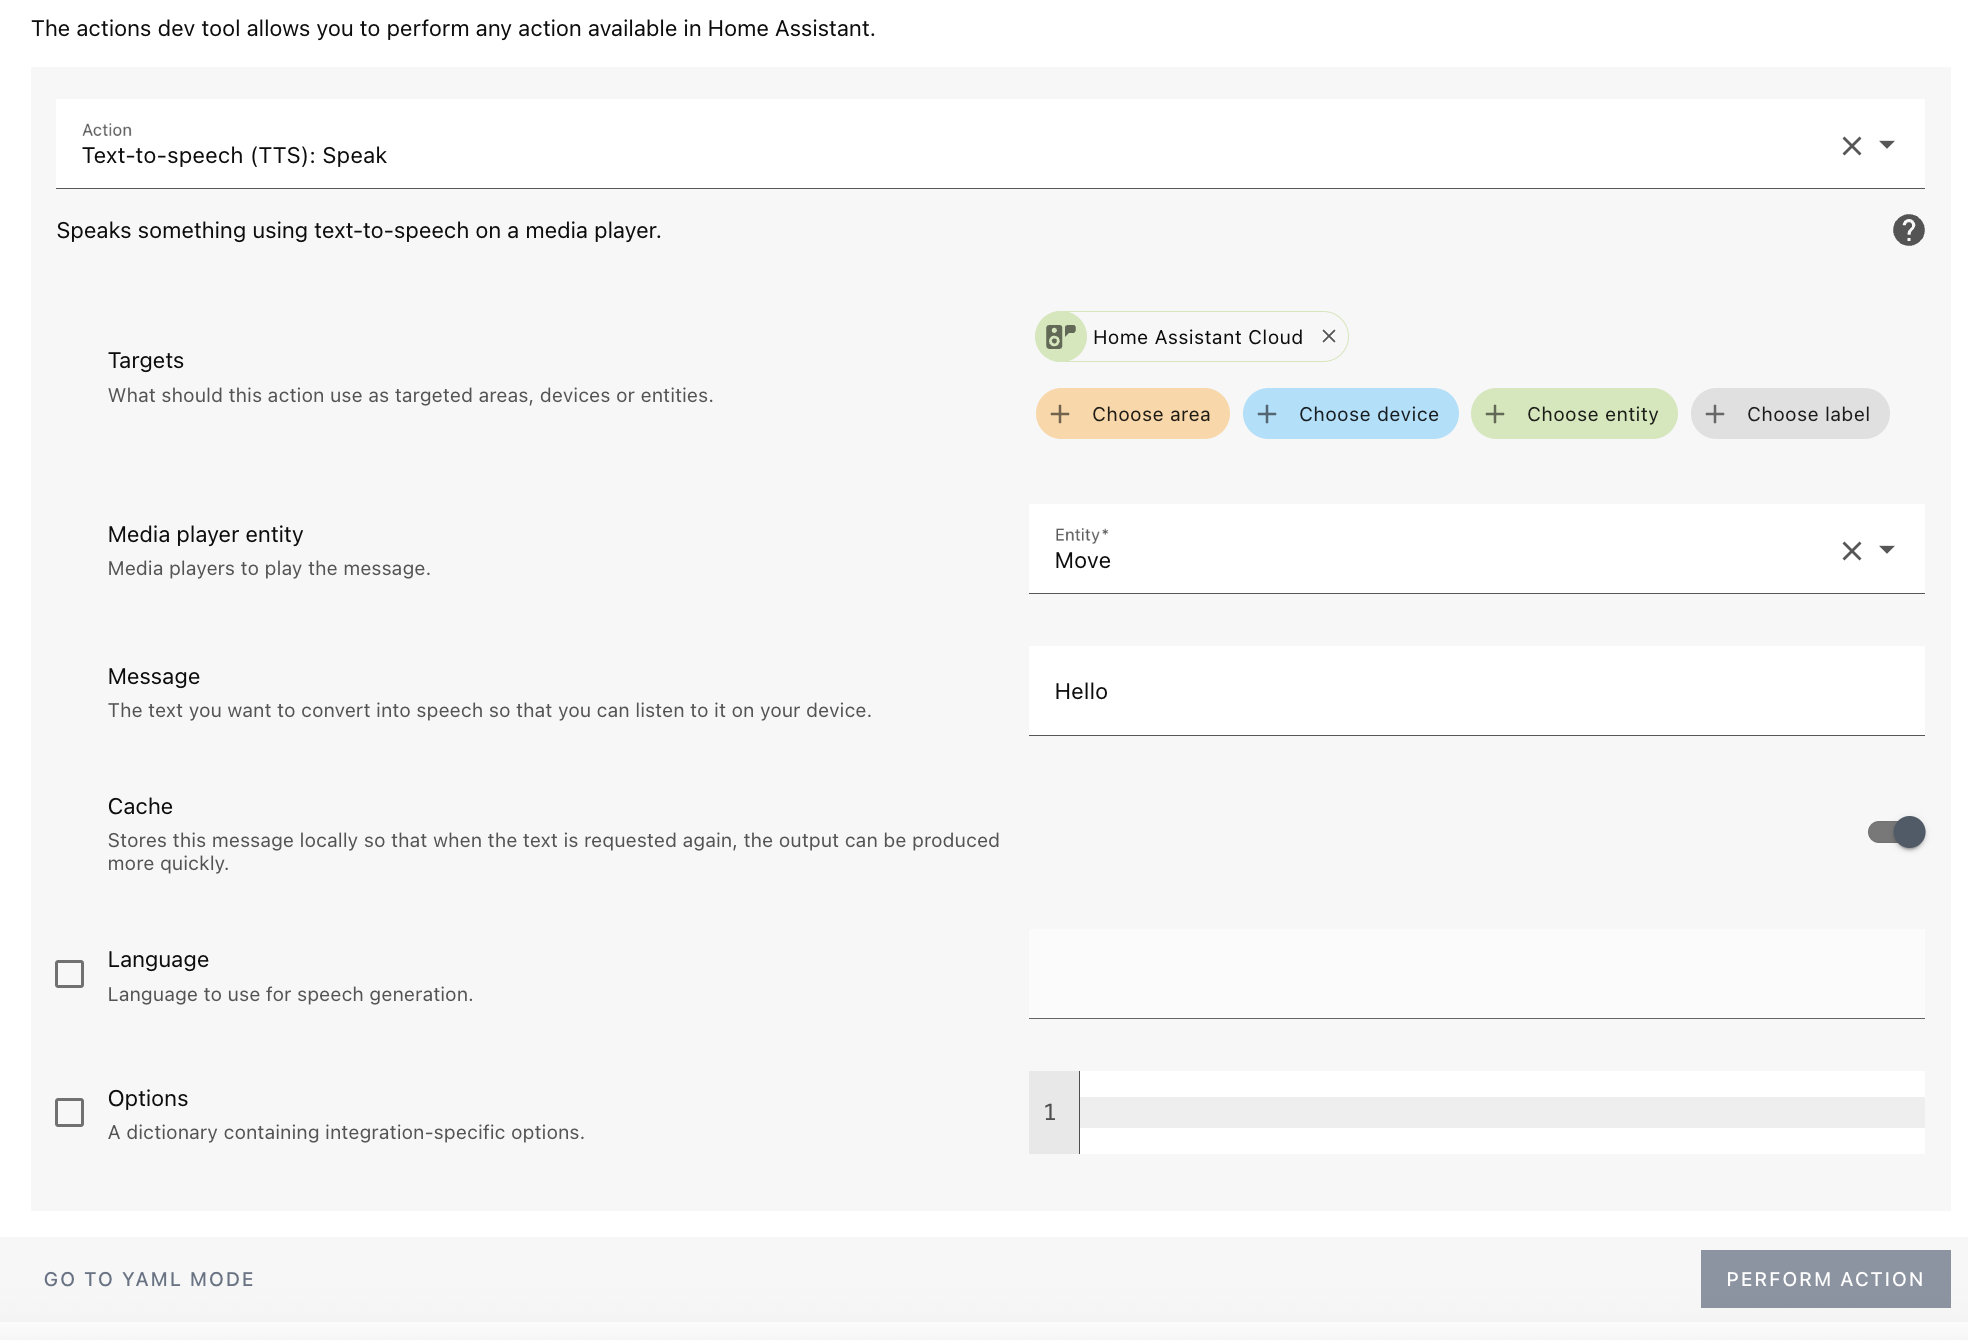 The actions dev tool allows you to perform any action available in Home Assistant.
Action
Text-to-speech (TTS): Speak
Speaks something using text-to-speech on a media player.
Home Assistant Cloud
Targets
What should this action use as targeted areas, devices or entities.
Choose area
Choose device
Choose entity
Choose label
Media player entity
Media players to play the message.
Entity*
Move
Message
The text you want to convert into speech so that you can listen to it on your device.
Hello
Cache
Stores this message locally so that when the text is requested again, the output can be produced
more quickly.
Language
Language to use for speech generation.
Options
A dictionary containing integration-specific options.
1
GO TO YAML MODE
PERFORM ACTION